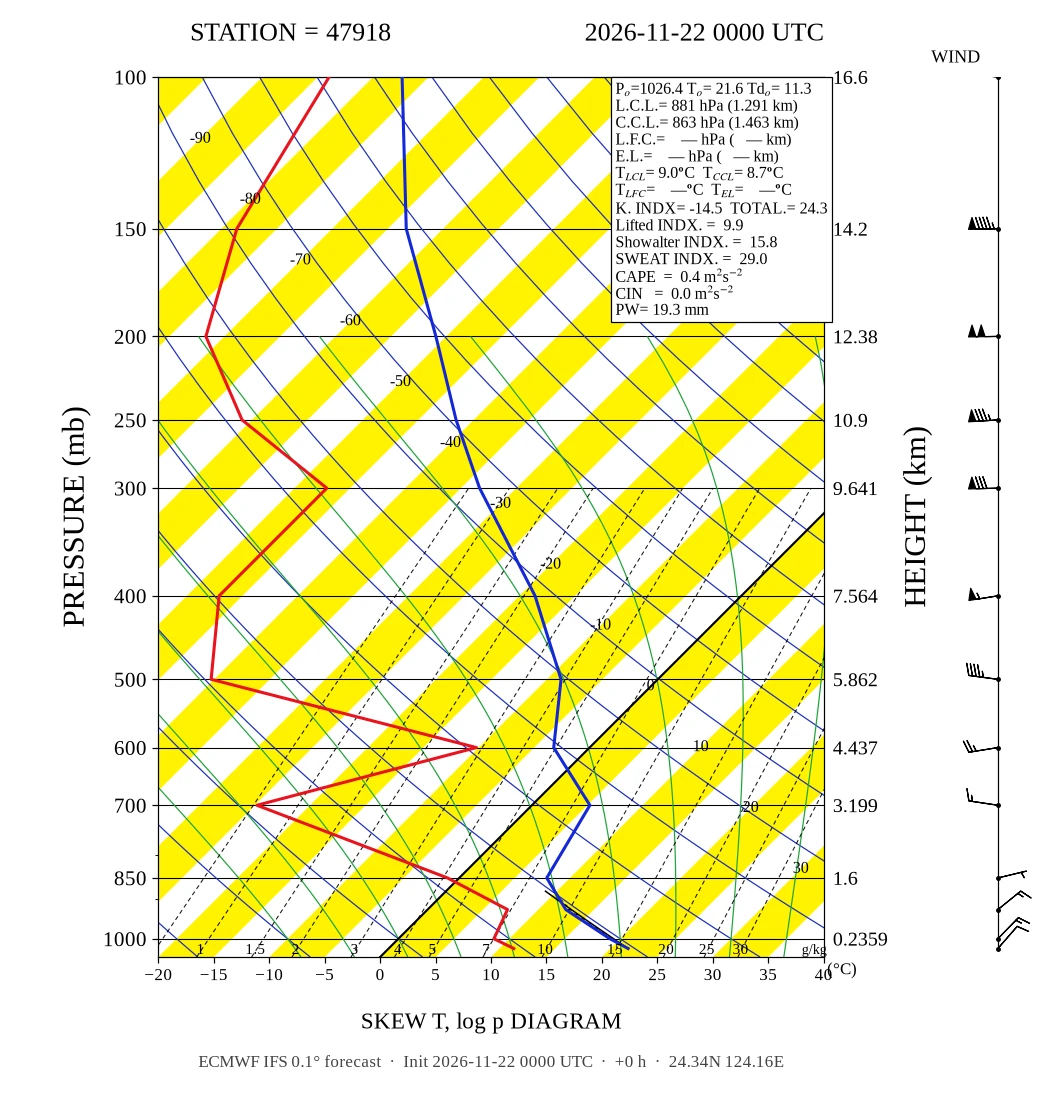 STATION = 47918
2026-11-22 0000 UTC
WIND
100
150
200
250
300
400
500
600
700
850
1000
PRESSURE (mb)
-90
-80
-70
-60
-50
-40
-30
-20
-10
0
10
20
30
Pₒ=1026.4 Tₒ= 21.6 Tdₒ= 11.3
L.C.L.= 881 hPa (1.291 km)
C.C.L.= 863 hPa (1.463 km)
L.F.C.= — hPa ( — km)
E.L.= — hPa ( — km)
T_LCL= 9.0°C T_CCL= 8.7°C
T_LFC= —°C T_EL= —°C
K. INDX= -14.5 TOTAL.= 24.3
Lifted INDX. = 9.9
Showalter INDX. = 15.8
SWEAT INDX. = 29.0
CAPE = 0.4 m²s⁻²
CIN = 0.0 m²s⁻²
PW= 19.3 mm
16.6
14.2
12.38
10.9
9.641
7.564
5.862
4.437
3.199
1.6
0.2359
HEIGHT (km)
1 1.5 2 3 4 5 7 10 15 20 25 30 g/kg
−20 −15 −10 −5 0 5 10 15 20 25 30 35 40 (°C)
SKEW T, log p DIAGRAM
ECMWF IFS 0.1° forecast · Init 2026-11-22 0000 UTC · +0 h · 24.34N 124.16E